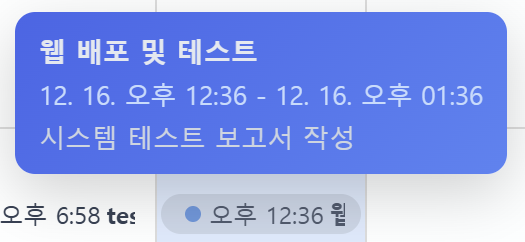 웹 배포 및 테스트
12. 16. 오후 12:36 - 12. 16. 오후 01:36
시스템 테스트 보고서 작성
오후 6:58 tes
오후 12:36 웹